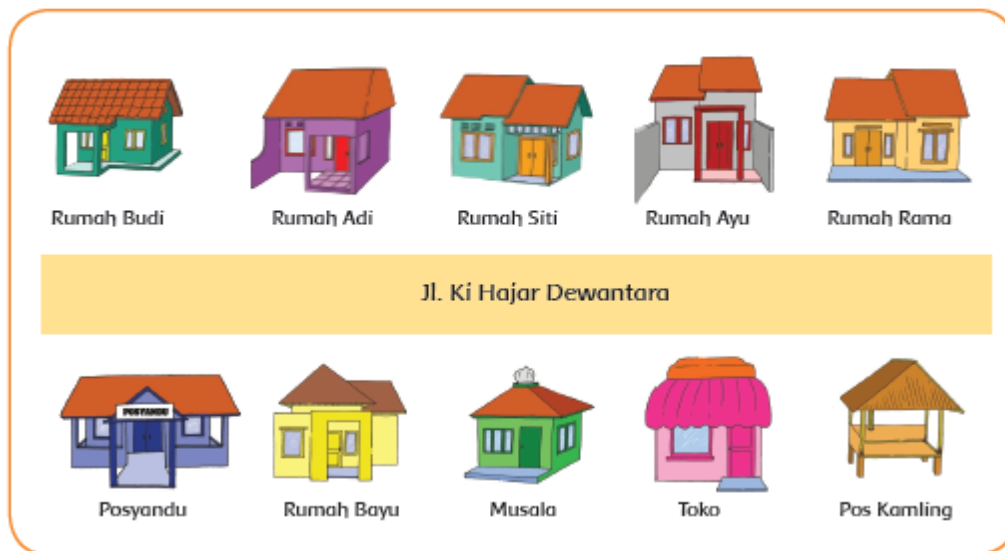 Rumah Budi
Rumah Adi
Rumah Siti
Rumah Ayu
Rumah Rama
Jl. Ki Hajar Dewantara
POSYANDU
Posyandu
Rumah Bayu
Musala
Toko
Pos Kamling